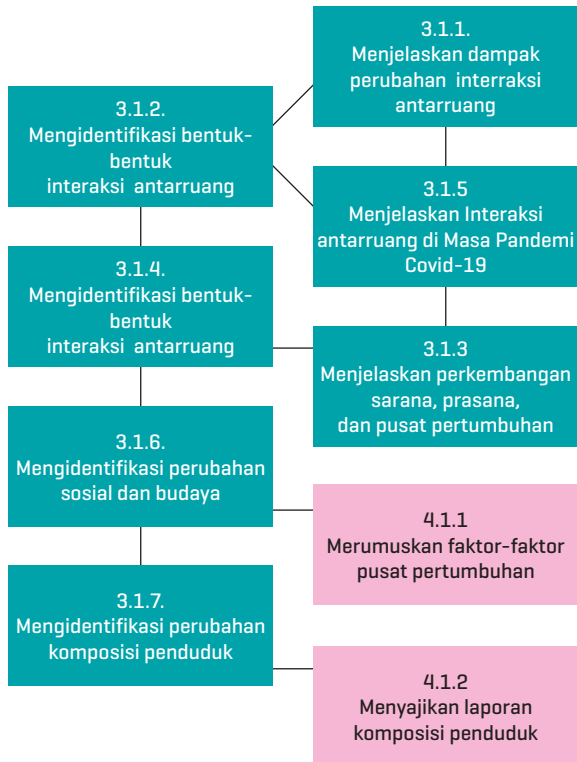 3.1.1.
Menjelaskan dampak
perubahan interraksi
antarruang
3.1.2.
Mengidentifikasi bentuk-
bentuk
interaksi antarruang
3.1.5
Menjelaskan Interaksi
antarruang di Masa Pandemi
Covid-19
3.1.4.
Mengidentifikasi bentuk-
bentuk
interaksi antarruang
3.1.3
Menjelaskan perkembangan
sarana, prasana,
dan pusat pertumbuhan
3.1.6.
Mengidentifikasi perubahan
sosial dan budaya
4.1.1
Merumuskan faktor-faktor
pusat pertumbuhan
3.1.7.
Mengidentifikasi perubahan
komposisi penduduk
4.1.2
Menyajikan laporan
komposisi penduduk